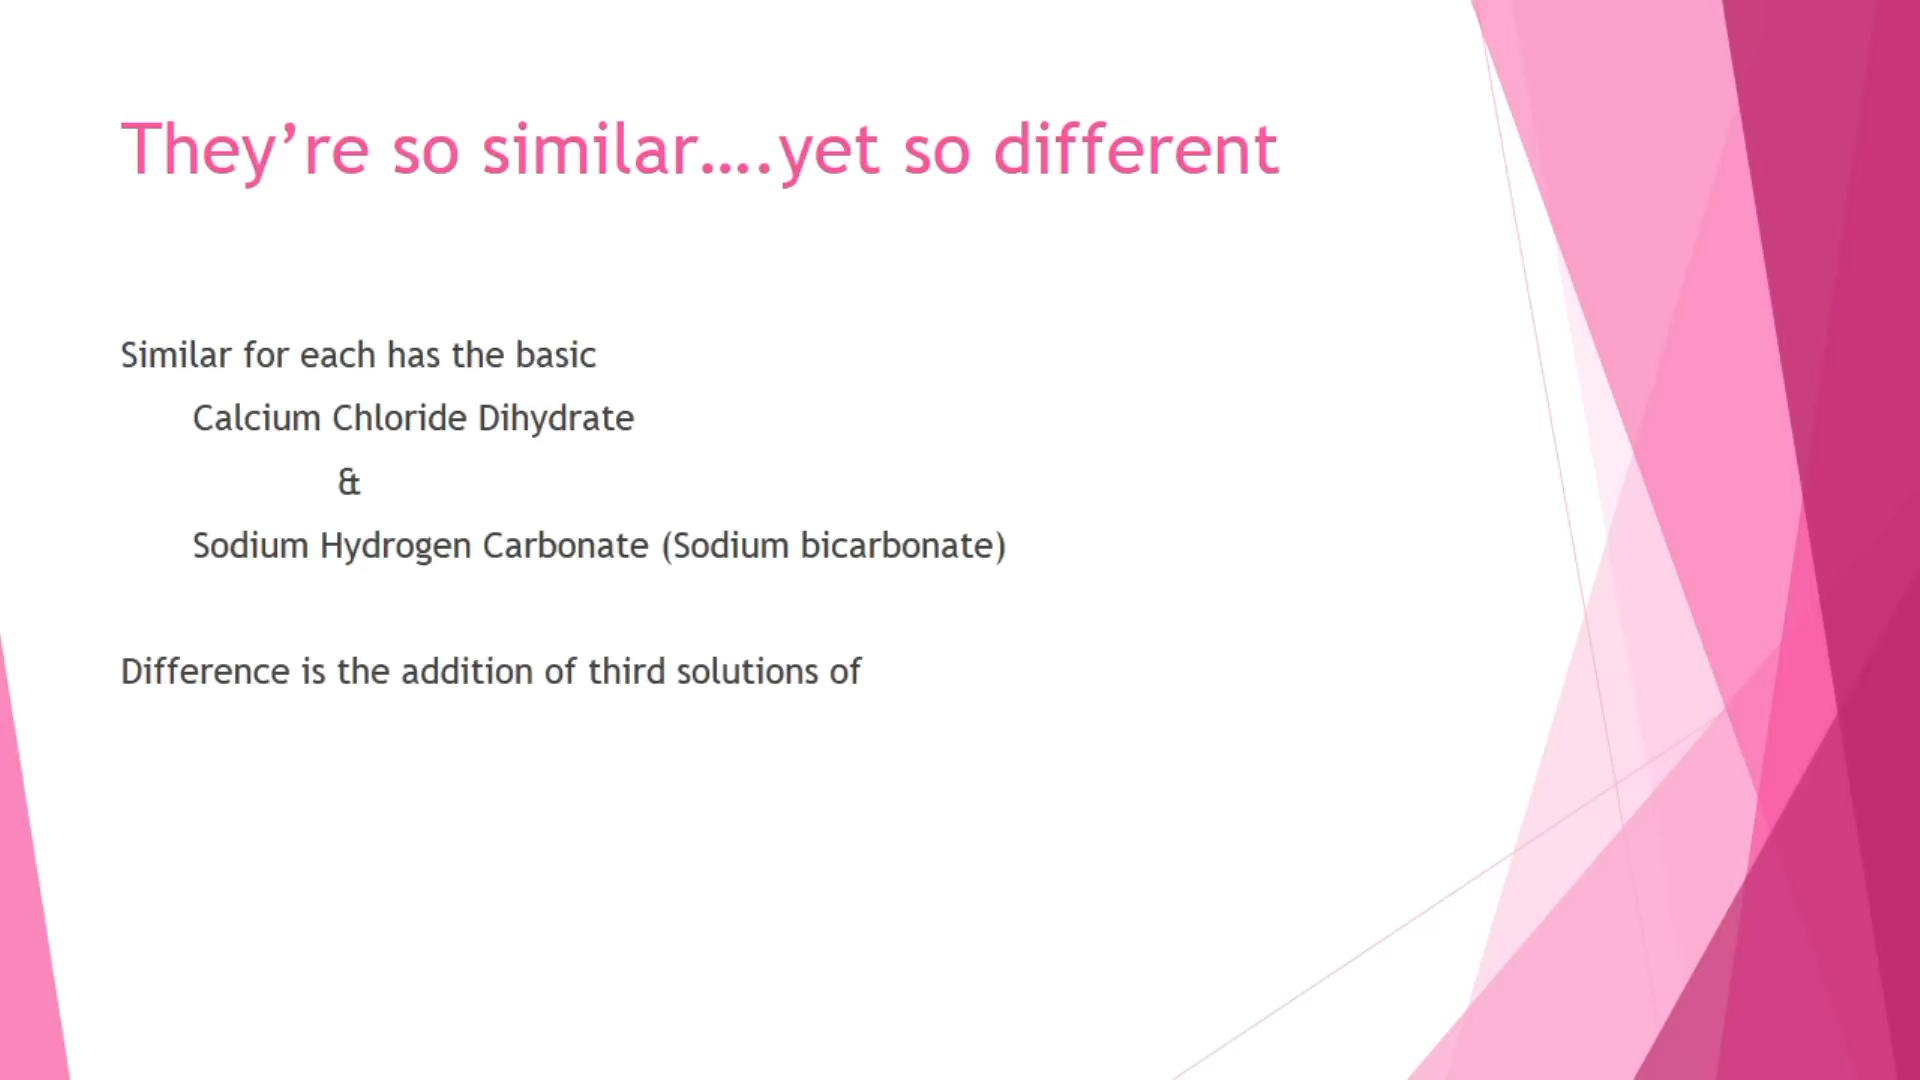 They’re so similar....yet so different
Similar for each has the basic
Calcium Chloride Dihydrate
&
Sodium Hydrogen Carbonate (Sodium bicarbonate)
Difference is the addition of third solutions of